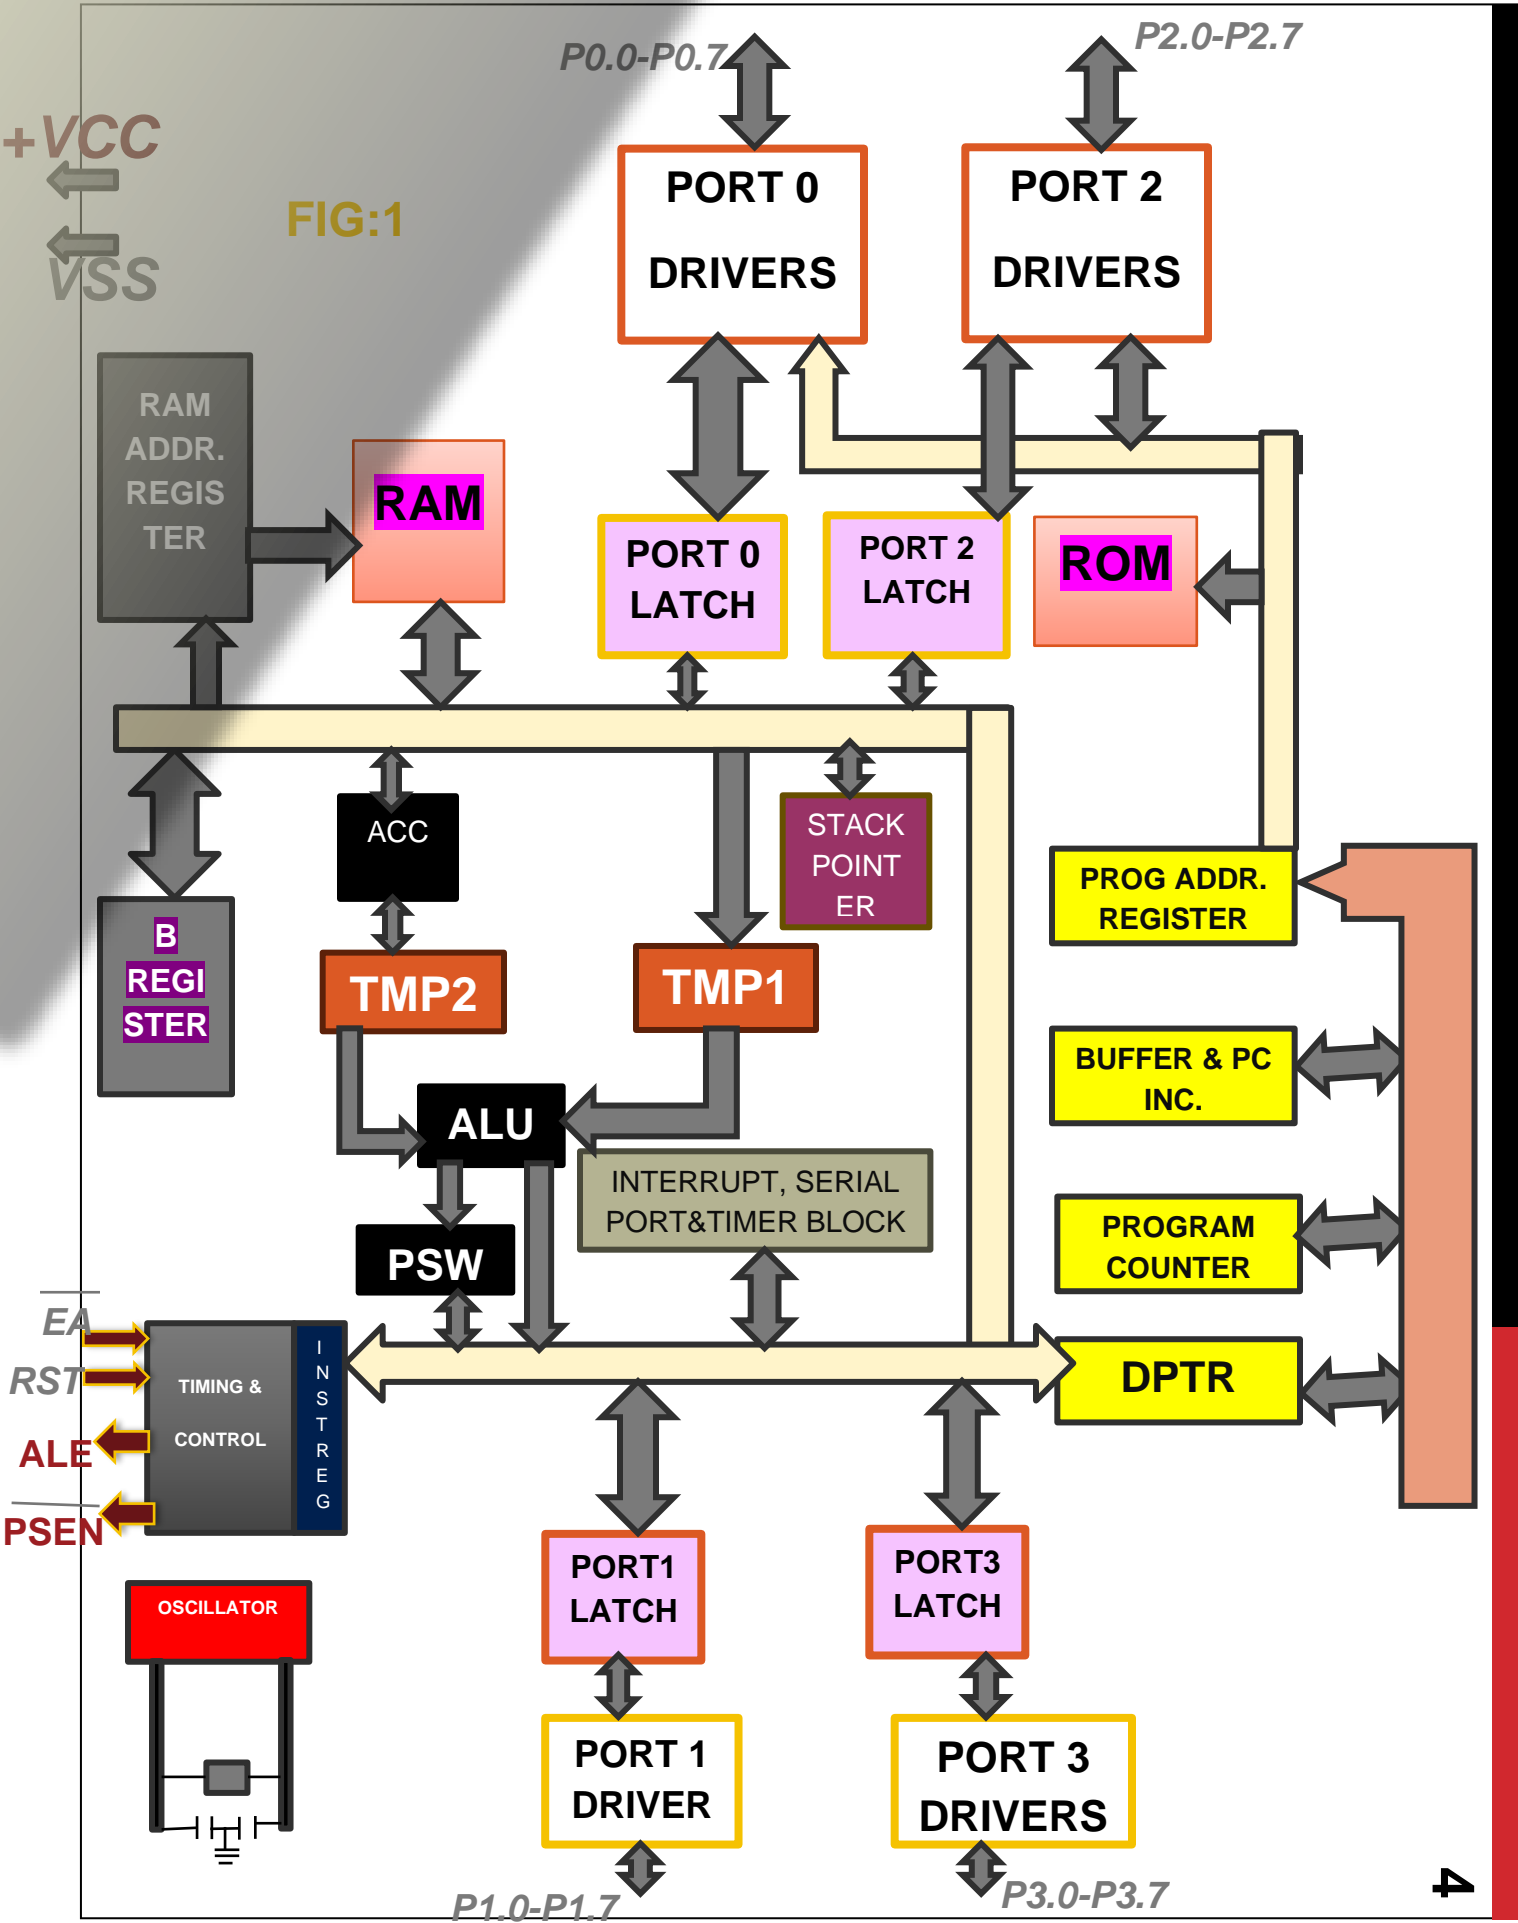 P0.0-P0.7
P2.0-P2.7
+VCC
VSS
FIG:1
PORT 0
DRIVERS
PORT 2
DRIVERS
RAM
ADDR.
REGIS
TER
RAM
PORT 0
LATCH
PORT 2
LATCH
ROM
ACC
STACK
POINT
ER
PROG ADDR.
REGISTER
B
REGI
STER
TMP2
TMP1
BUFFER & PC
INC.
ALU
INTERRUPT, SERIAL
PORT&TIMER BLOCK
PSW
PROGRAM
COUNTER
EA
RST
ALE
PSEN
TIMING &
CONTROL
I
N
S
T
R
E
G
DPTR
PORT1
LATCH
PORT3
LATCH
OSCILLATOR
PORT 1
DRIVER
PORT 3
DRIVERS
P1.0-P1.7
P3.0-P3.7
4